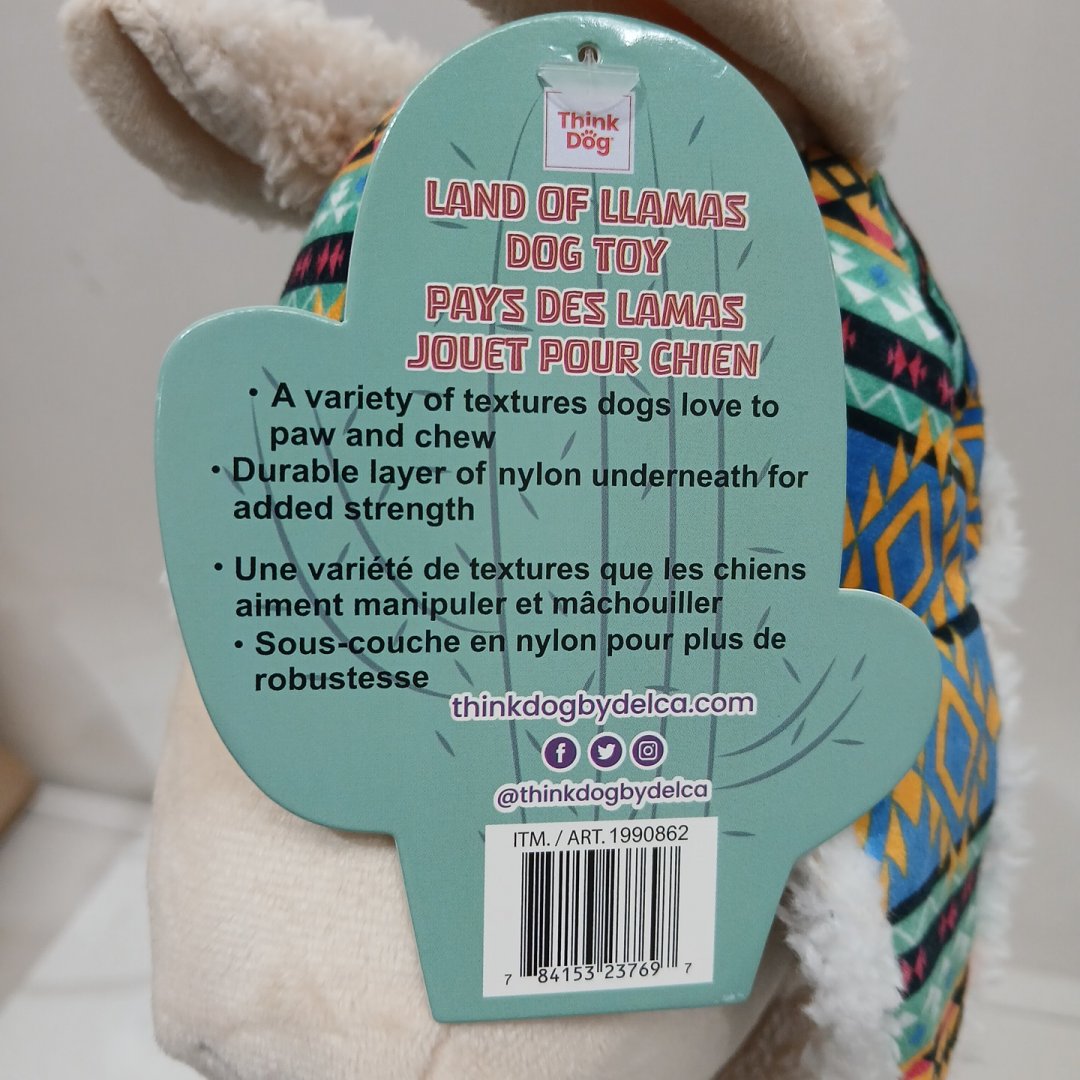 Think
Dog
LAND OF LLAMAS
DOG TOY
PAYS DES LAMAS
JOUET POUR CHIEN
• A variety of textures dogs love to
paw and chew
• Durable layer of nylon underneath for
added strength
• Une variété de textures que les chiens
aiment manipuler et mâchouiller
• Sous-couche en nylon pour plus de
robustesse
thinkdogbydelca.com
@thinkdogbydelca
ITM. / ART. 1990862
7 84153 23769 7